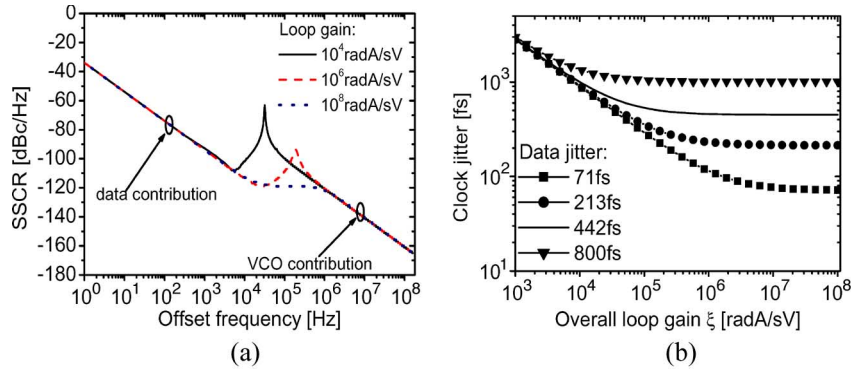 -0
-20
-40
-60
-80
-100
-120
-140
-160
-180
SSCR [dBc/Hz]
Loop gain:
10⁴radA/sV
10⁶radA/sV
10⁸radA/sV
data contribution
VCO contribution
10⁰ 10¹ 10² 10³ 10⁴ 10⁵ 10⁶ 10⁷ 10⁸
Offset frequency [Hz]
(a)
10³
10²
10¹
Clock jitter [fs]
Data jitter:
71fs
213fs
442fs
800fs
10³ 10⁴ 10⁵ 10⁶ 10⁷ 10⁸
Overall loop gain ξ [radA/sV]
(b)